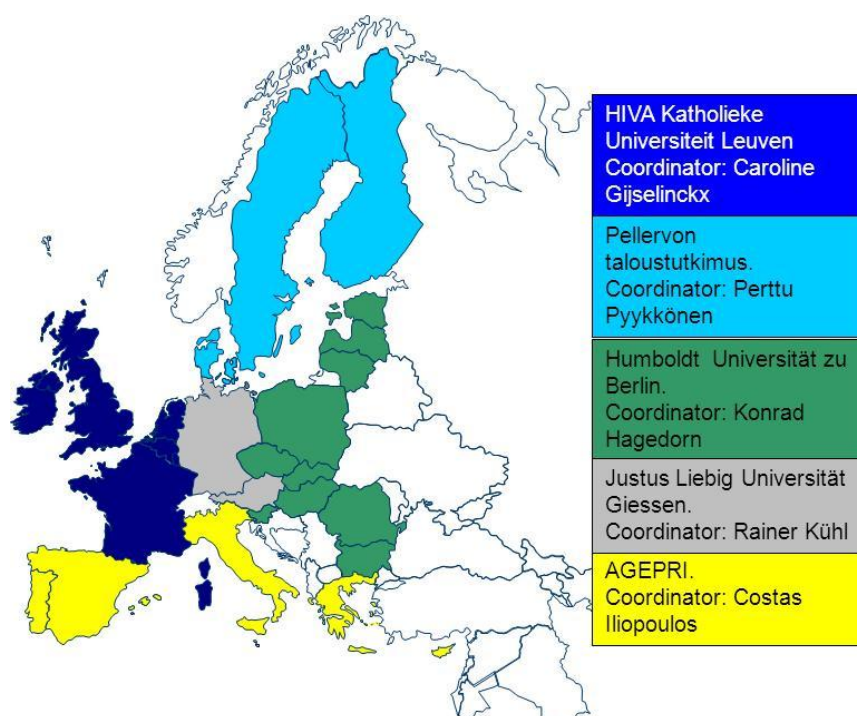 HIVA Katholieke
Universiteit Leuven
Coordinator: Caroline
Gijselinckx
Pellervon
taloustutkimus.
Coordinator: Perttu
Pyykkönen
Humboldt Universität zu
Berlin.
Coordinator: Konrad
Hagedorn
Justus Liebig Universität
Giessen.
Coordinator: Rainer Kühl
AGEPRI.
Coordinator: Costas
Iliopoulos